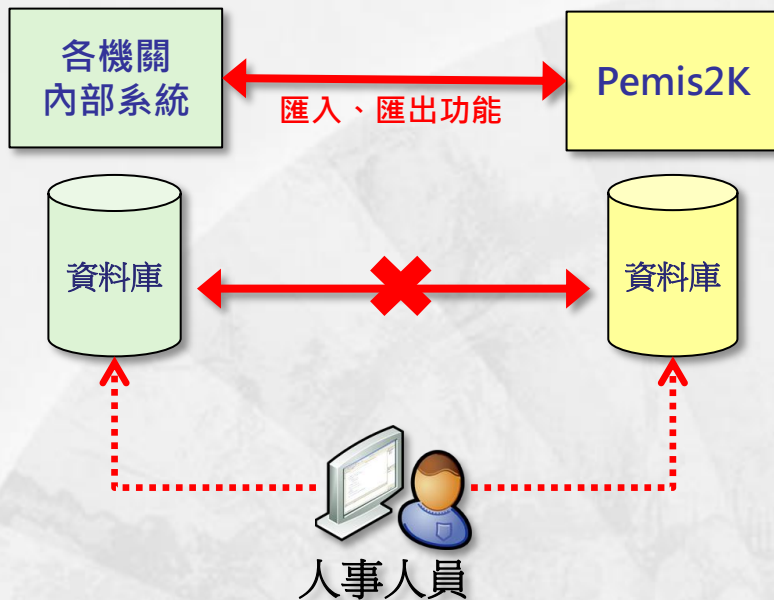 各機關
內部系統
Pemis2K
匯入、匯出功能
資料庫
資料庫
人事人員